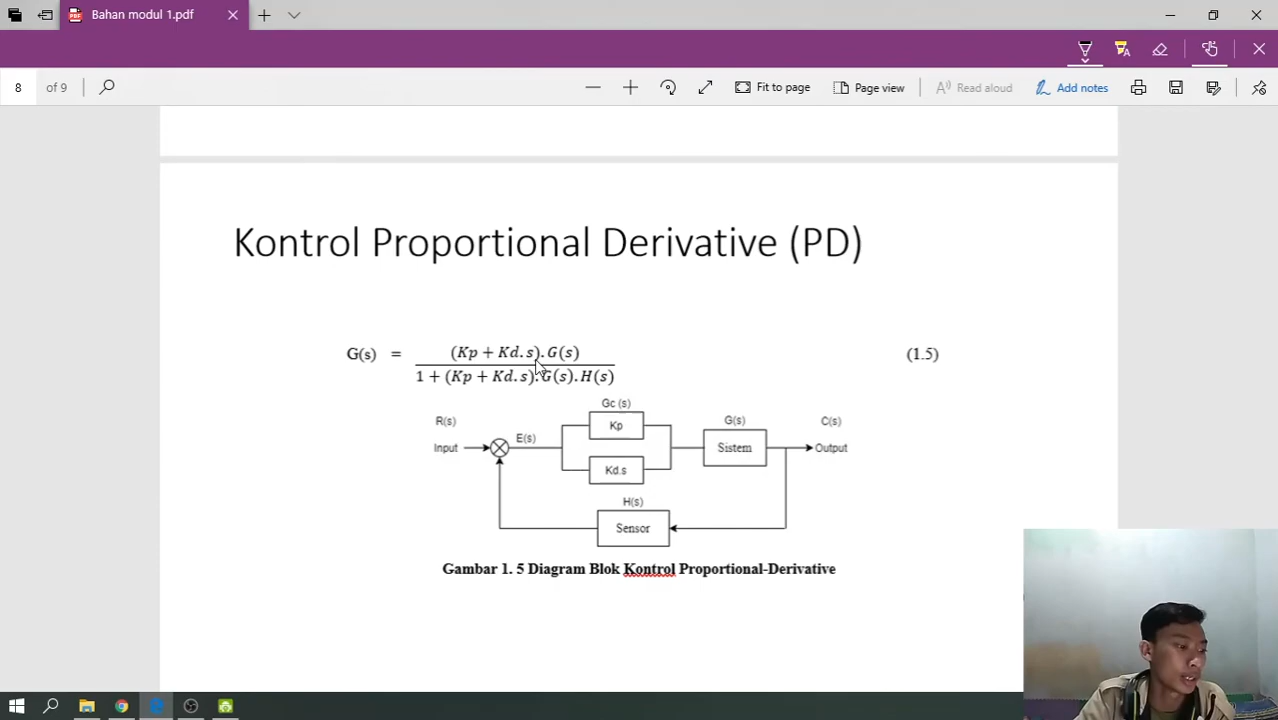 Bahan modul 1.pdf
8 of 9
Fit to page
Page view
Read aloud
Add notes
Kontrol Proportional Derivative (PD)
G(s) = (Kp + Kd.s).G(s) (1.5)
1 + (Kp + Kd.s).G(s).H(s)
Gc (s)
R(s) Kp G(s) C(s)
E(s)
Input Sistem Output
Kd.s
H(s)
Sensor
Gambar 1. 5 Diagram Blok Kontrol Proportional-Derivative